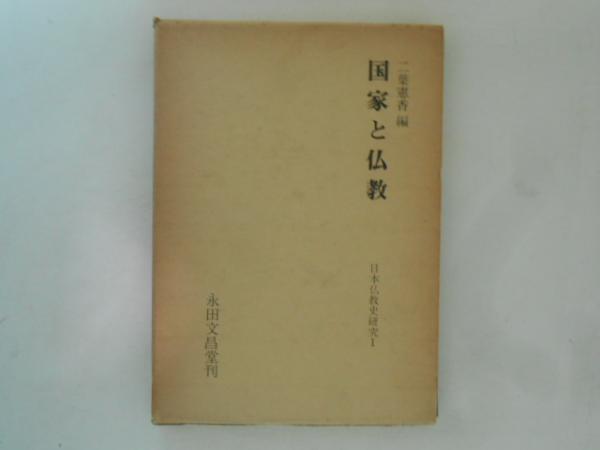 二葉憲香編
国家と仏教
日本仏教史研究Ⅰ
永田文昌堂刊